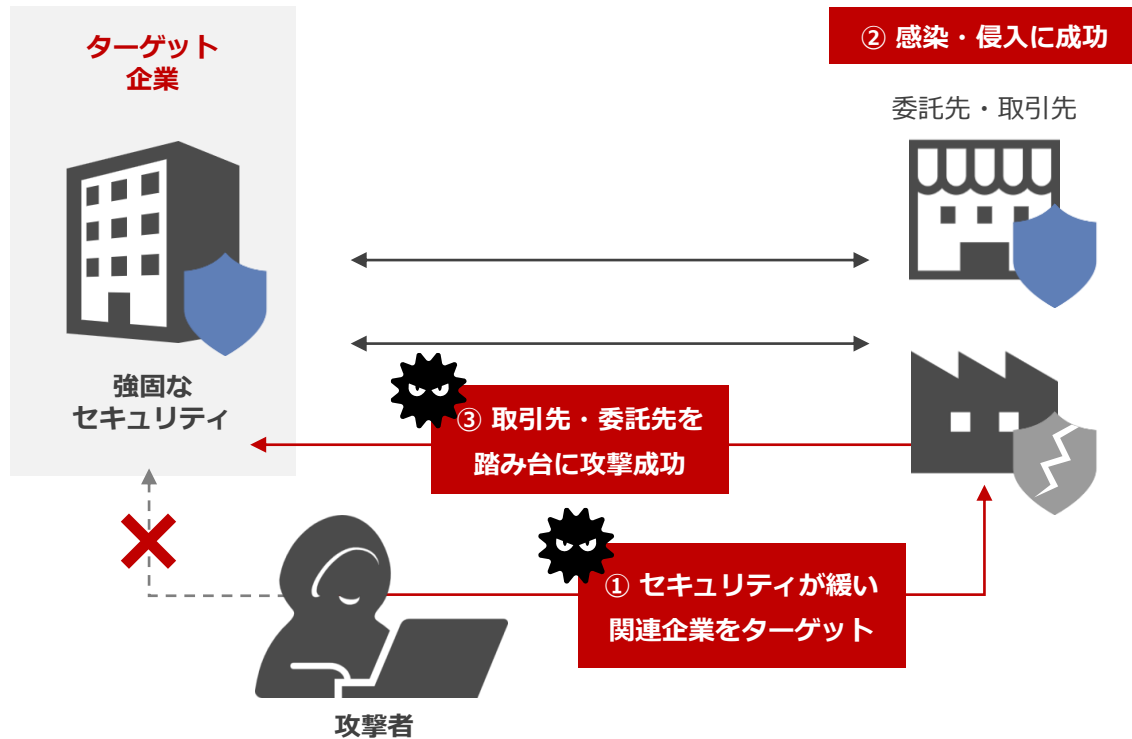 ターゲット
企業
② 感染・侵入に成功
委託先・取引先
強固な
セキュリティ
③ 取引先・委託先を
踏み台に攻撃成功
① セキュリティが緩い
関連企業をターゲット
攻撃者